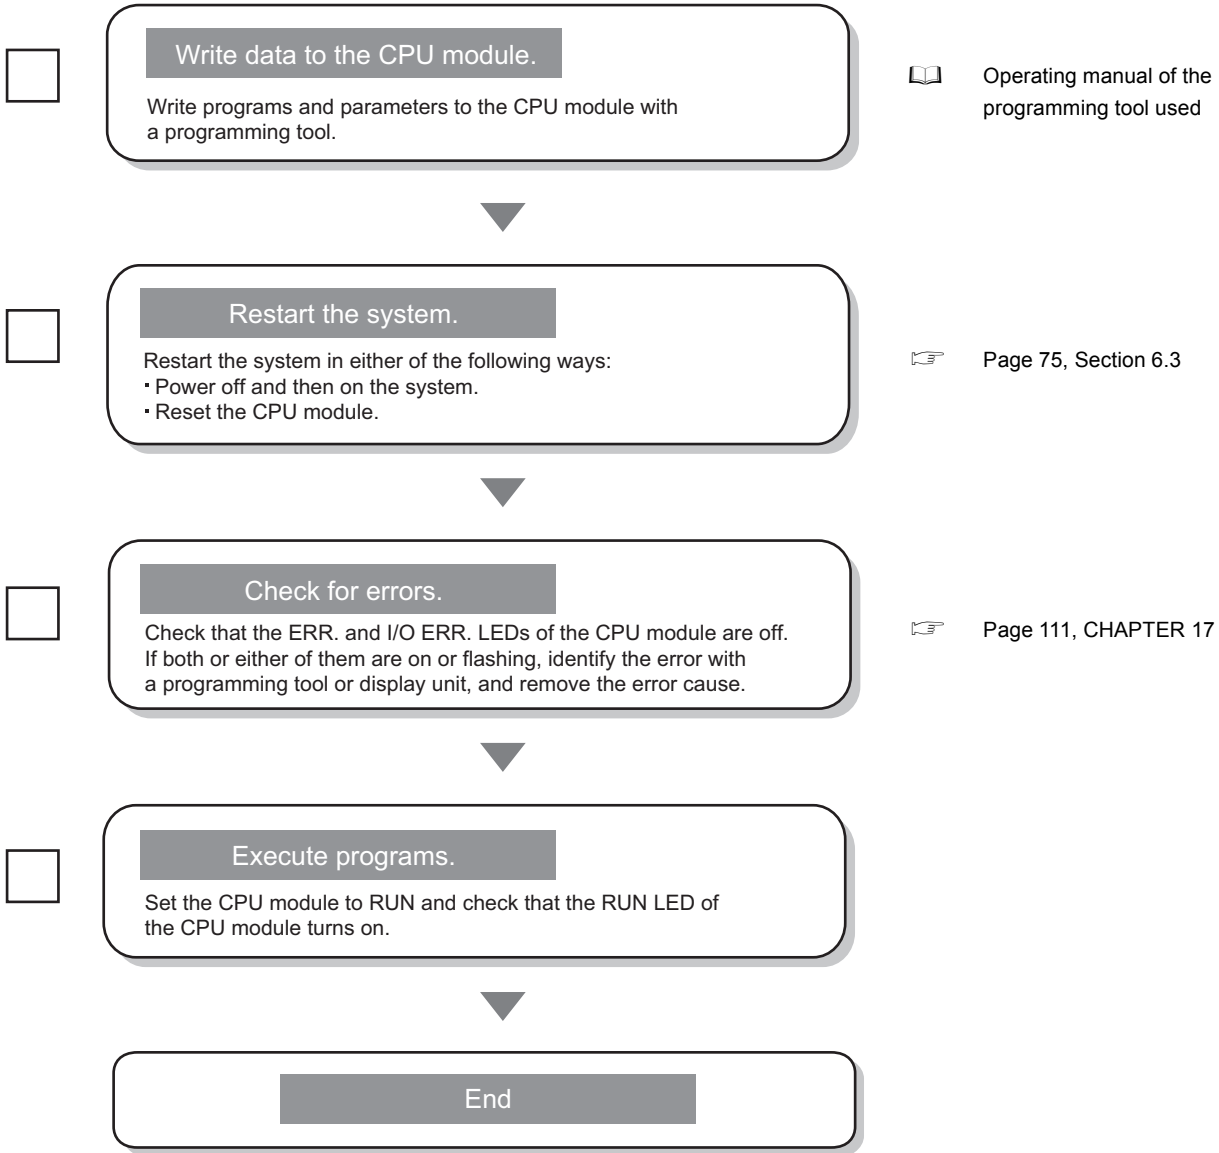 Write data to the CPU module.
Write programs and parameters to the CPU module with
a programming tool.
Operating manual of the
programming tool used
Restart the system.
Restart the system in either of the following ways:
· Power off and then on the system.
· Reset the CPU module.
Page 75, Section 6.3
Check for errors.
Check that the ERR. and I/O ERR. LEDs of the CPU module are off.
If both or either of them are on or flashing, identify the error with
a programming tool or display unit, and remove the error cause.
Page 111, CHAPTER 17
Execute programs.
Set the CPU module to RUN and check that the RUN LED of
the CPU module turns on.
End